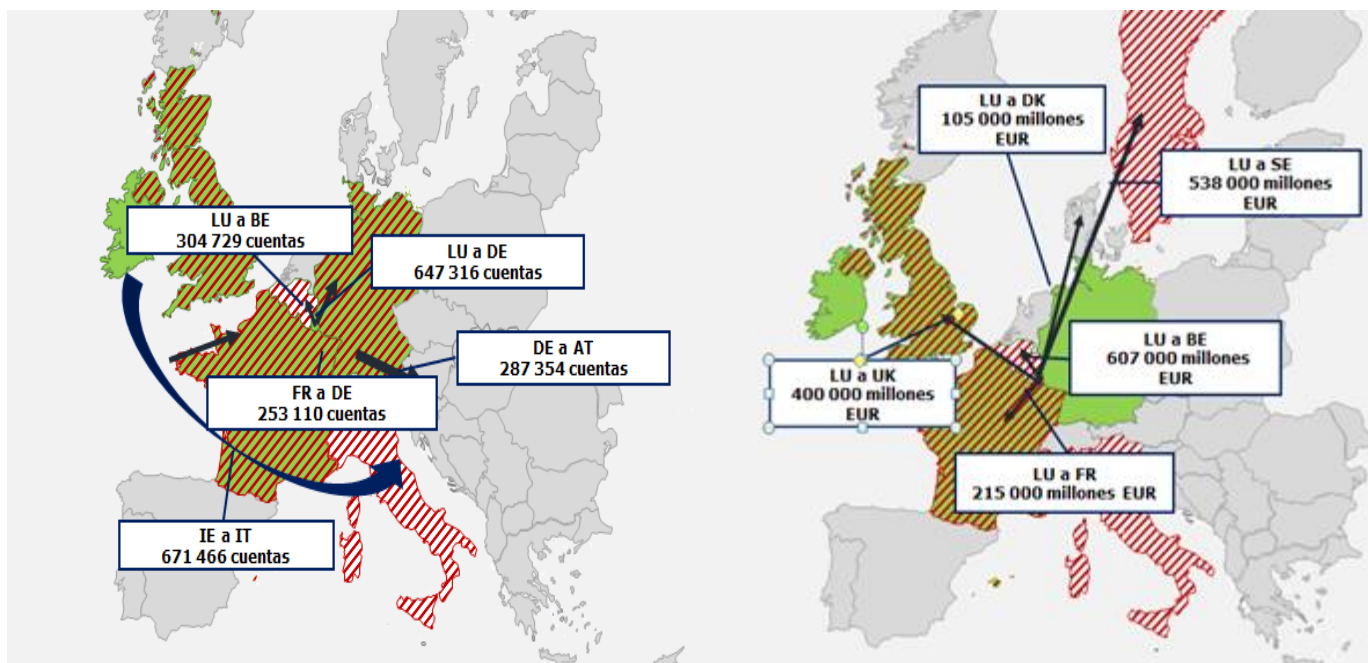 LU a BE
304 729 cuentas
LU a DE
647 316 cuentas
DE a AT
287 354 cuentas
FR a DE
253 110 cuentas
IE a IT
671 466 cuentas
LU a DK
105 000 millones
EUR
LU a SE
538 000 millones
EUR
LU a BE
607 000 millones
EUR
LU a UK
400 000 millones
EUR
LU a FR
215 000 millones EUR